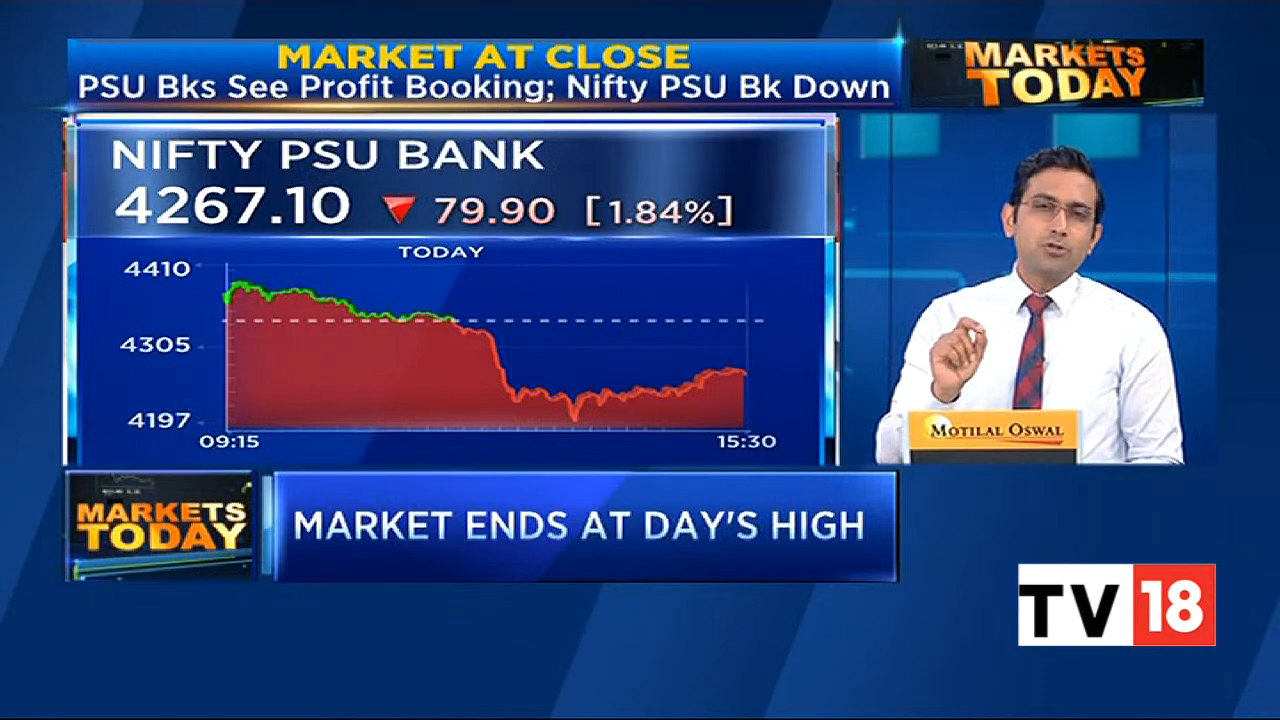 MARKET AT CLOSE
PSU Bks See Profit Booking; Nifty PSU Bk Down
MARKETS
TODAY
NIFTY PSU BANK
4267.10 ▼ 79.90 [1.84%]
TODAY
4410
4305
4197
09:15 15:30
MOTILAL OSWAL
MARKETS
TODAY
MARKET ENDS AT DAY'S HIGH
TV 18